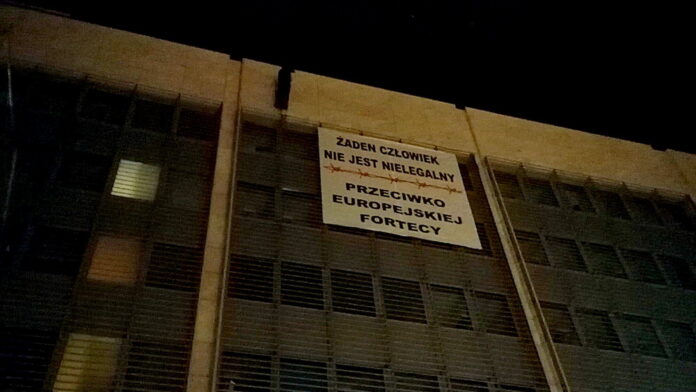 ŻADEN CZŁOWIEK
NIE JEST NIELEGALNY
PRZECIWKO
EUROPEJSKIEJ
FORTECY